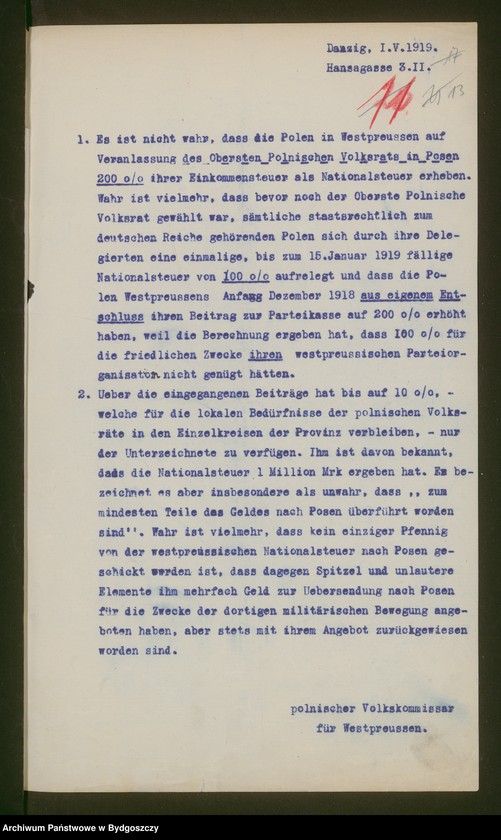 Danzig, I.V.1919.
Hansagasse 3.II.
11
13
1. Es ist nicht wahr, dass die Polen in Westpreussen auf
Veranlassung des Obersten Polnischen Volksrats in Posen
200 o/o ihrer Einkommensteuer als Nationalsteuer erheben.
Wahr ist vielmehr, dass bevor noch der Oberste Polnische
Volksrat gewählt war, sämtliche staatsrechtlich zum
deutschen Reiche gehörenden Polen sich durch ihre Dele-
gierten eine einmalige, bis zum 15.Januar 1919 fällige
Nationalsteuer von 100 o/o aufrelegt und dass die Po-
len Westpreussens Anfang Dezember 1918 aus eigenem Ent-
schluss ihren Beitrag zur Parteikasse auf 200 o/o erhöht
haben, weil die Berechnung ergeben hat, dass I00 o/o für
die friedlichen Zwecke ihren westpreussischen Parteior-
ganisation nicht genügt hätten.
2. Ueber die eingegangenen Beiträge hat bis auf 10 o/o, -
welche für die lokalen Bedürfnisse der polnischen Volks-
räte in den Einzelkreisen der Provinz verbleiben, - nur
der Unterzeichnete zu verfügen. Ihm ist davon bekannt,
dass die Nationalsteuer 1 Million Mrk ergeben hat. Es be-
zeichnet es aber insbesondere als unwahr, dass ,, zum
mindesten Teile das Geldes nach Posen überführt worden
sind''. Wahr ist vielmehr, dass kein einziger Pfennig
von der westpreussischen Nationalsteuer nach Posen ge-
schickt werden ist, dass dagegen Spitzel und unlautere
Elemente ihm mehrfach Geld zur Uebersendung nach Posen
für die Zwecke der dortigen militärischen Bewegung ange-
boten haben, aber stets mit ihrem Angebot zurückgewiesen
worden sind.
polnischer Volkskommissar
für Westpreussen.
Archiwum Państwowe w Bydgoszczy